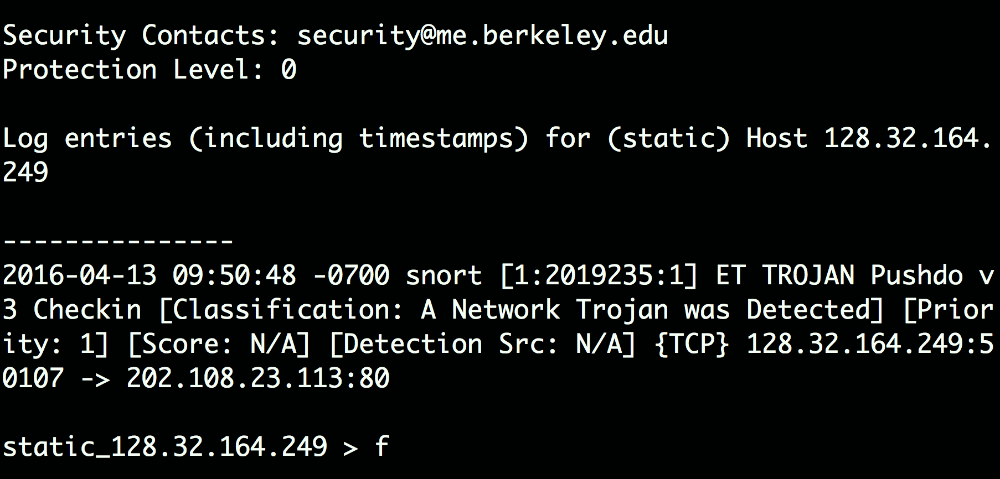 Security Contacts: security@me.berkeley.edu
Protection Level: 0
Log entries (including timestamps) for (static) Host 128.32.164.
249
---------------
2016-04-13 09:50:48 -0700 snort [1:2019235:1] ET TROJAN Pushdo v
3 Checkin [Classification: A Network Trojan was Detected] [Prior
ity: 1] [Score: N/A] [Detection Src: N/A] {TCP} 128.32.164.249:5
0107 -> 202.108.23.113:80
static_128.32.164.249 > f